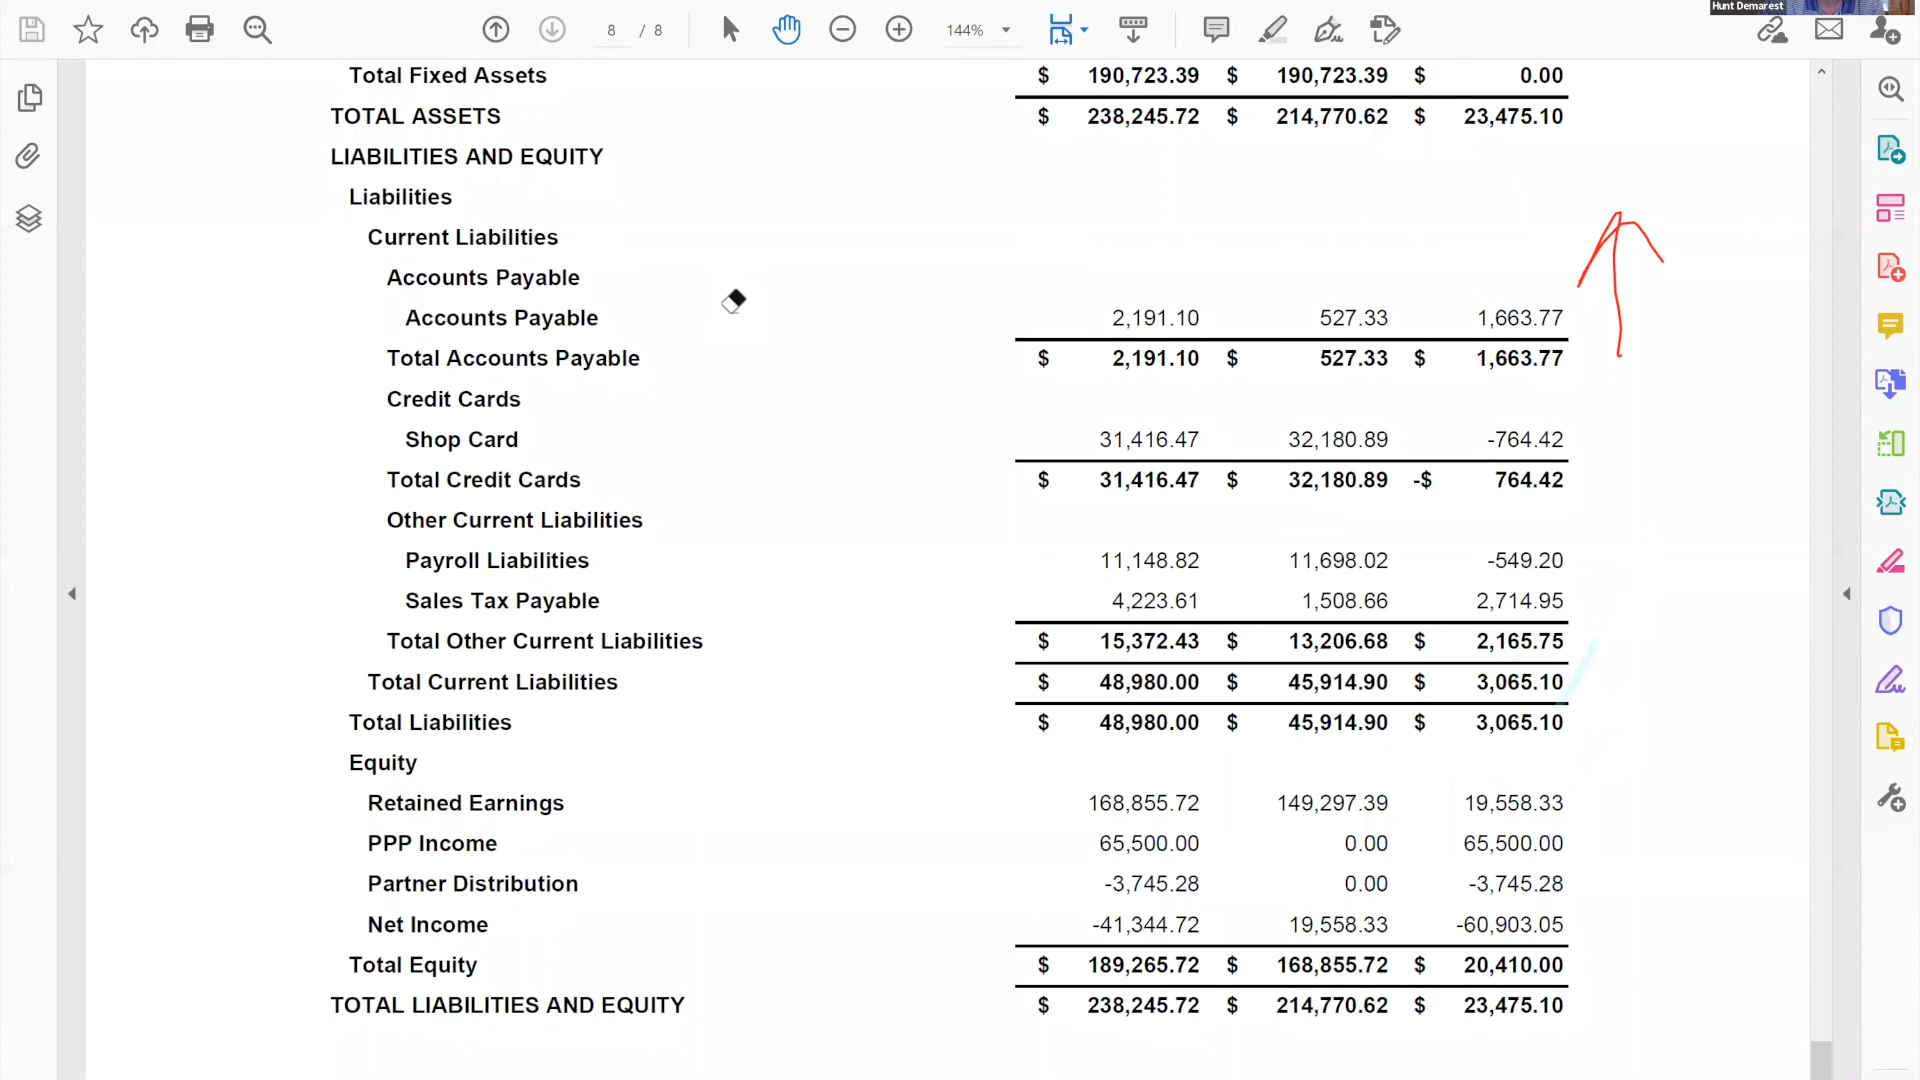 Hunt Demarest
8 / 8 144%
Total Fixed Assets $ 190,723.39 $ 190,723.39 $ 0.00
TOTAL ASSETS $ 238,245.72 $ 214,770.62 $ 23,475.10
LIABILITIES AND EQUITY
Liabilities
Current Liabilities
Accounts Payable
Accounts Payable 2,191.10 527.33 1,663.77
Total Accounts Payable $ 2,191.10 $ 527.33 $ 1,663.77
Credit Cards
Shop Card 31,416.47 32,180.89 -764.42
Total Credit Cards $ 31,416.47 $ 32,180.89 -$ 764.42
Other Current Liabilities
Payroll Liabilities 11,148.82 11,698.02 -549.20
Sales Tax Payable 4,223.61 1,508.66 2,714.95
Total Other Current Liabilities $ 15,372.43 $ 13,206.68 $ 2,165.75
Total Current Liabilities $ 48,980.00 $ 45,914.90 $ 3,065.10
Total Liabilities $ 48,980.00 $ 45,914.90 $ 3,065.10
Equity
Retained Earnings 168,855.72 149,297.39 19,558.33
PPP Income 65,500.00 0.00 65,500.00
Partner Distribution -3,745.28 0.00 -3,745.28
Net Income -41,344.72 19,558.33 -60,903.05
Total Equity $ 189,265.72 $ 168,855.72 $ 20,410.00
TOTAL LIABILITIES AND EQUITY $ 238,245.72 $ 214,770.62 $ 23,475.10